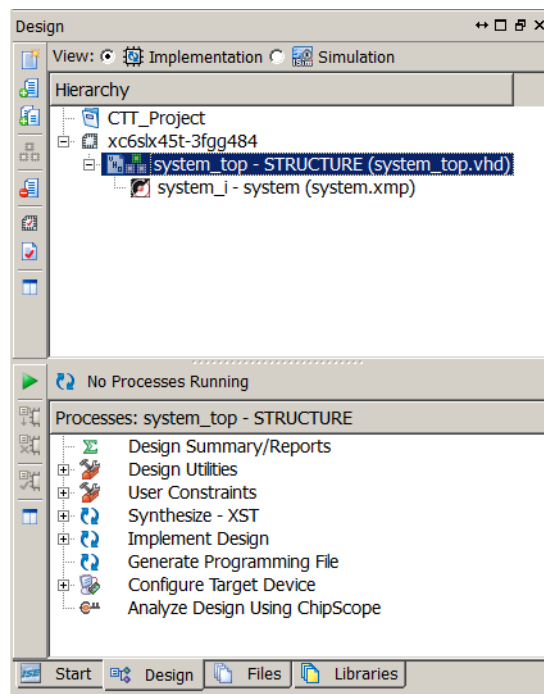 Design
View: Implementation Simulation
Hierarchy
CTT_Project
xc6slx45t-3fgg484
system_top - STRUCTURE (system_top.vhd)
system_i - system (system.xmp)
No Processes Running
Processes: system_top - STRUCTURE
Design Summary/Reports
Design Utilities
User Constraints
Synthesize - XST
Implement Design
Generate Programming File
Configure Target Device
Analyze Design Using ChipScope
ISE Start Design Files Libraries